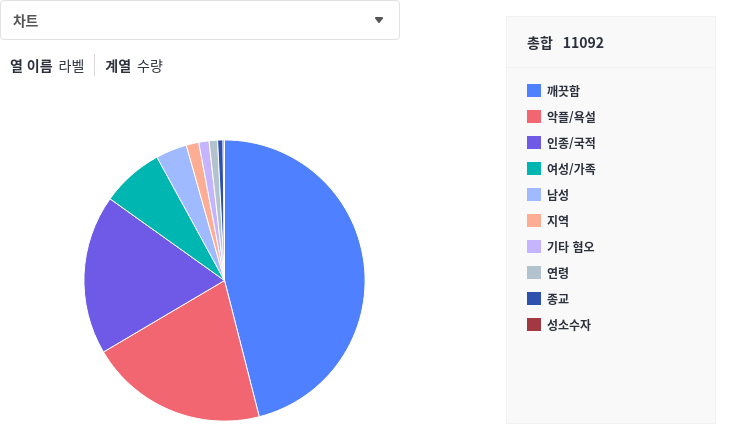 차트
총합 11092
열 이름 라벨 계열 수량
깨끗함
악플/욕설
인종/국적
여성/가족
남성
지역
기타 혐오
연령
종교
성소수자